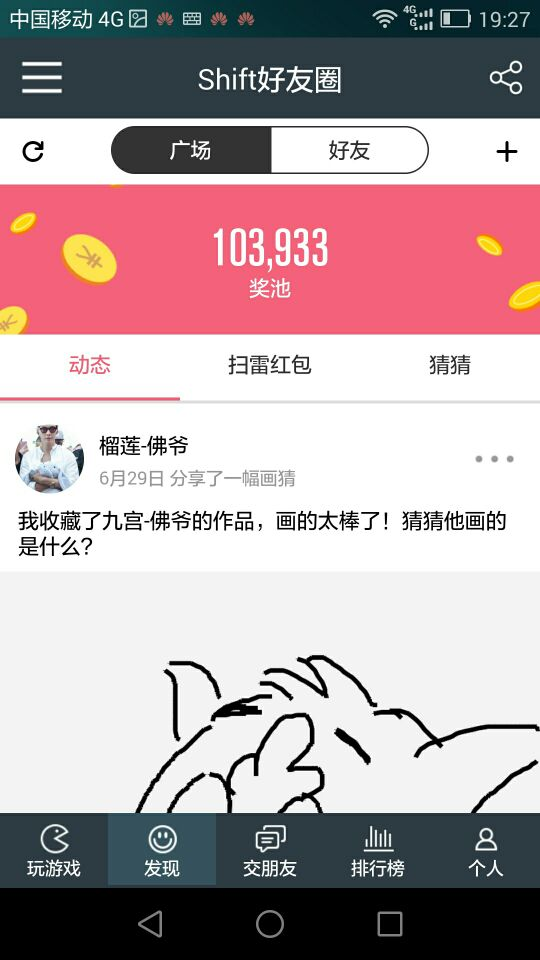 中国移动 4G 4G G 19:27
Shift好友圈
广场 好友
103,933
奖池
动态 扫雷红包 猜猜
榴莲-佛爷
6月29日 分享了一幅画猜
我收藏了九宫-佛爷的作品，画的太棒了！猜猜他画的
是什么？
玩游戏 发现 交朋友 排行榜 个人